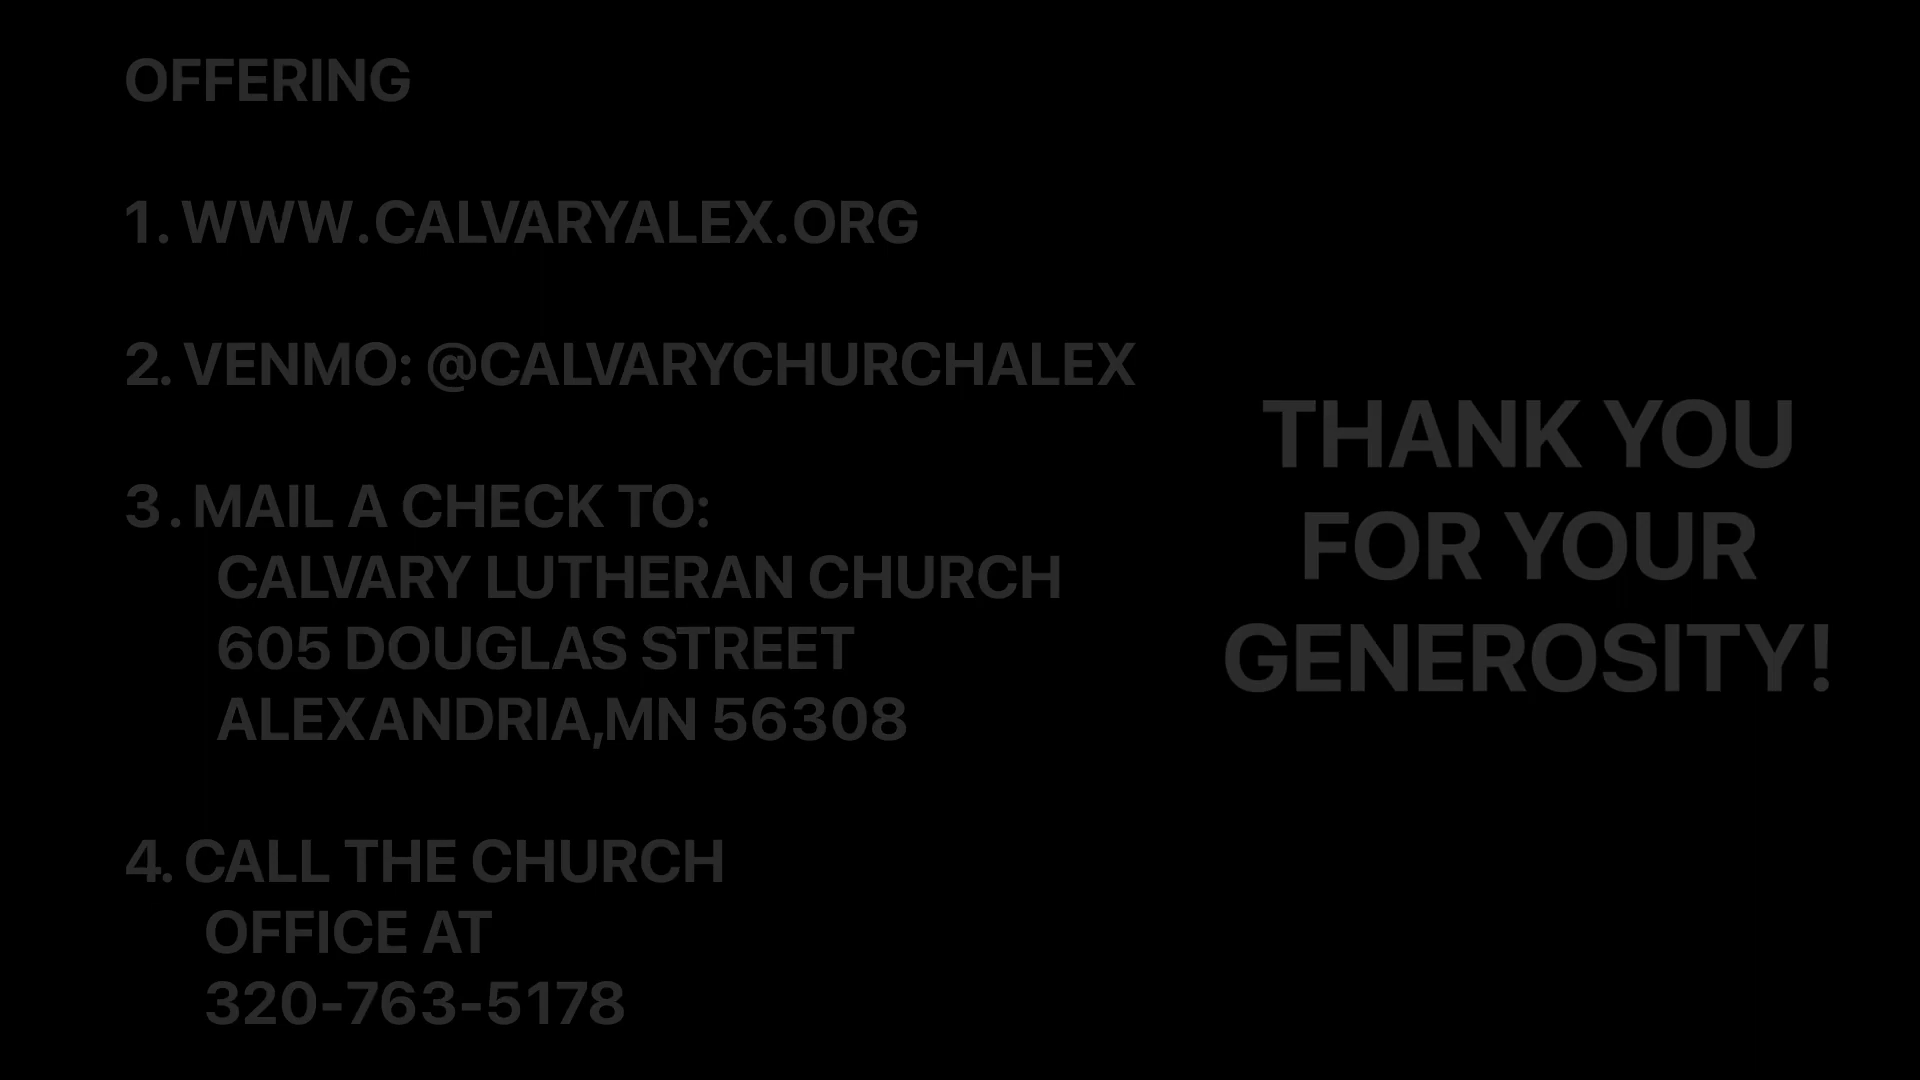 OFFERING
1. WWW.CALVARYALEX.ORG
2. VENMO: @CALVARYCHURCHALEX
3. MAIL A CHECK TO:
CALVARY LUTHERAN CHURCH
605 DOUGLAS STREET
ALEXANDRIA,MN 56308
4. CALL THE CHURCH
OFFICE AT
320-763-5178
THANK YOU
FOR YOUR
GENEROSITY!